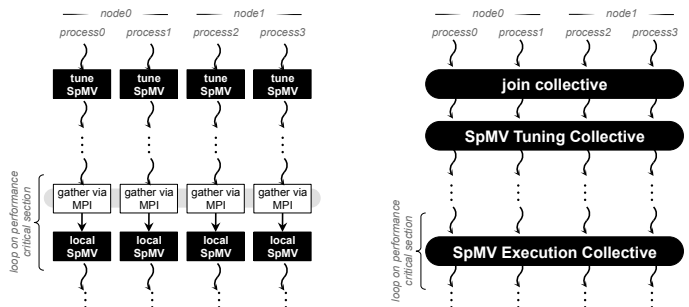 node0 node1
process0 process1 process2 process3
tune SpMV tune SpMV tune SpMV tune SpMV
gather via MPI gather via MPI gather via MPI gather via MPI
local SpMV local SpMV local SpMV local SpMV
loop on performance
critical section
node0 node1
process0 process1 process2 process3
join collective
SpMV Tuning Collective
SpMV Execution Collective
loop on performance
critical section